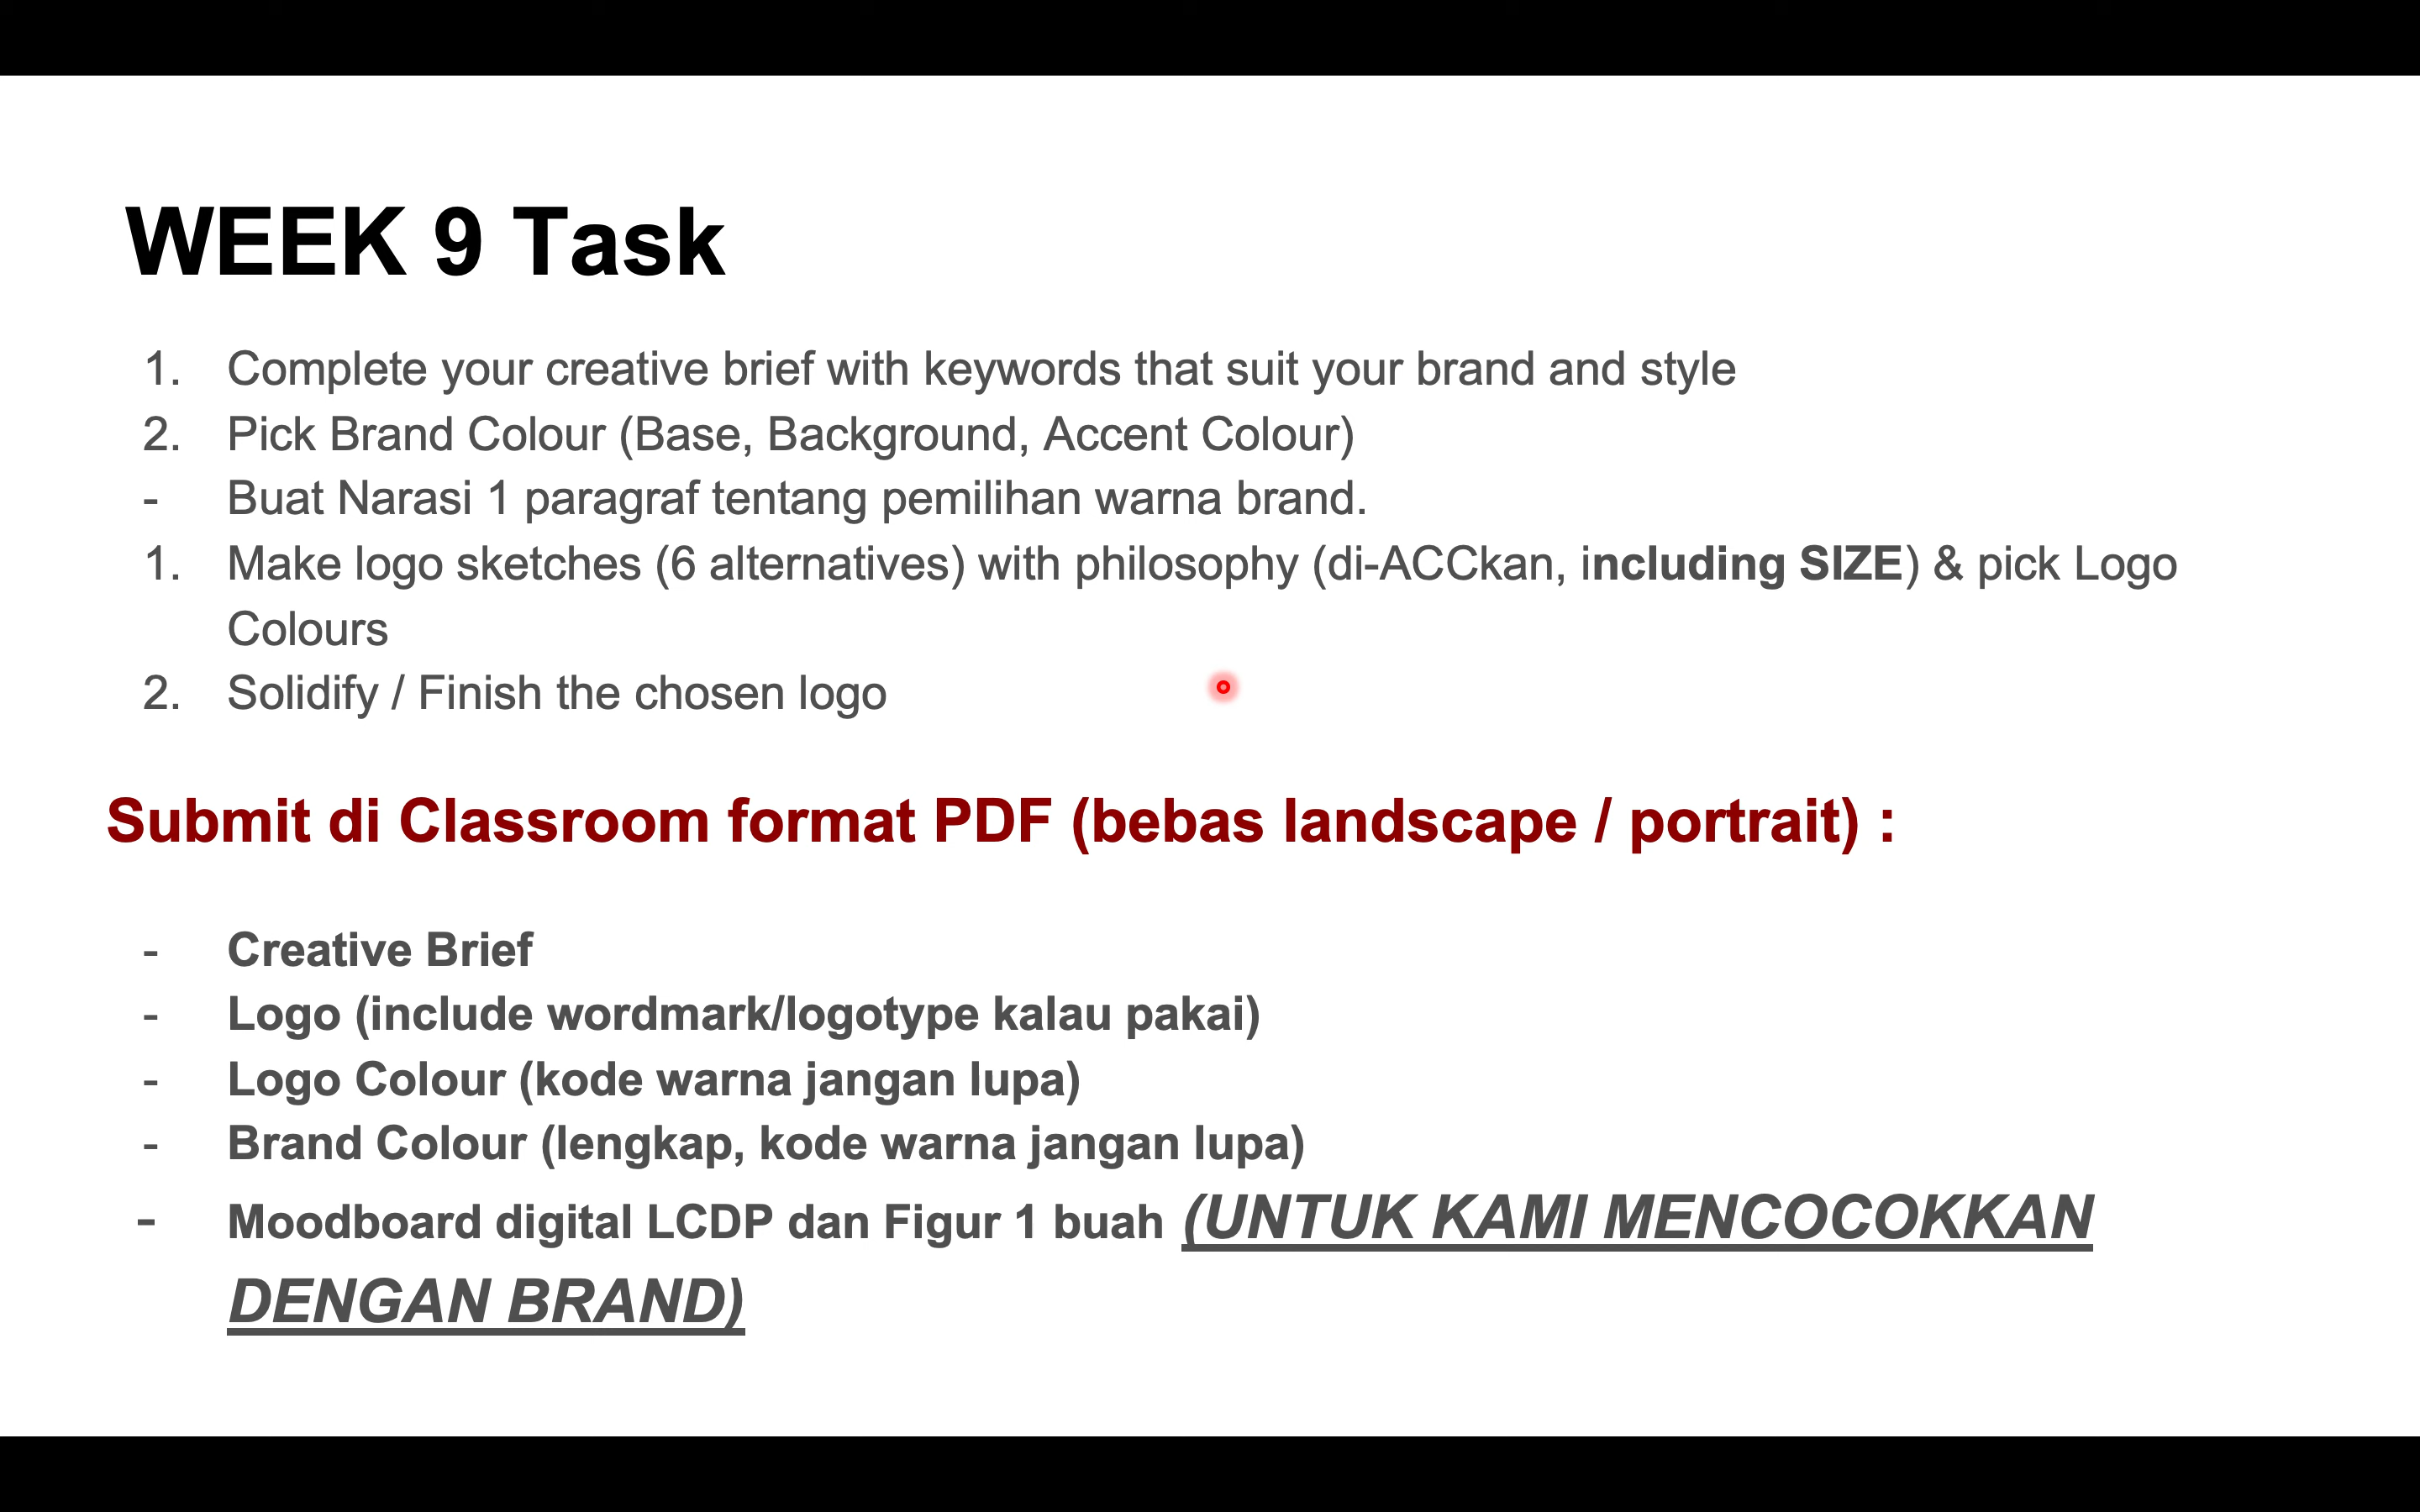 WEEK 9 Task
1. Complete your creative brief with keywords that suit your brand and style
2. Pick Brand Colour (Base, Background, Accent Colour)
- Buat Narasi 1 paragraf tentang pemilihan warna brand.
1. Make logo sketches (6 alternatives) with philosophy (di-ACCkan, including SIZE) & pick Logo
Colours
2. Solidify / Finish the chosen logo
Submit di Classroom format PDF (bebas landscape / portrait) :
- Creative Brief
- Logo (include wordmark/logotype kalau pakai)
- Logo Colour (kode warna jangan lupa)
- Brand Colour (lengkap, kode warna jangan lupa)
- Moodboard digital LCDP dan Figur 1 buah (UNTUK KAMI MENCOCOKKAN
DENGAN BRAND)